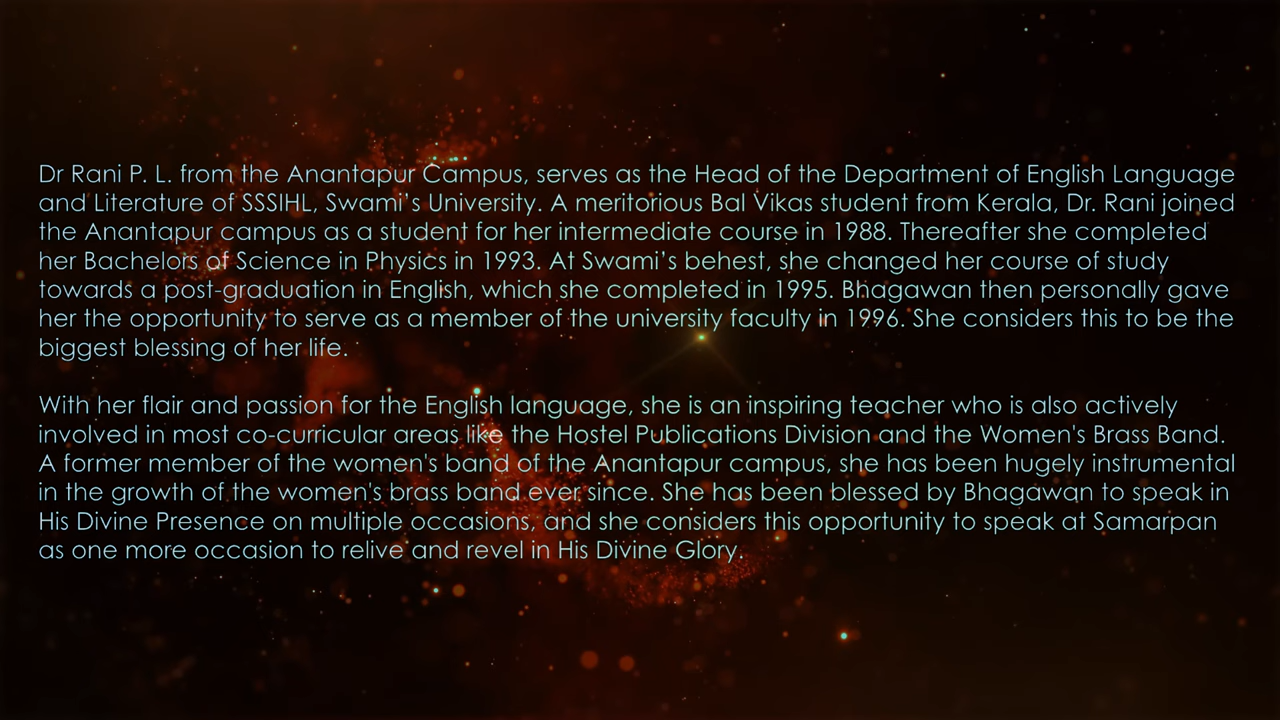 Dr Rani P. L. from the Anantapur Campus, serves as the Head of the Department of English Language
and Literature of SSSIHL, Swami's University. A meritorious Bal Vikas student from Kerala, Dr. Rani joined
the Anantapur campus as a student for her intermediate course in 1988. Thereafter she completed
her Bachelors of Science in Physics in 1993. At Swami's behest, she changed her course of study
towards a post-graduation in English, which she completed in 1995. Bhagawan then personally gave
her the opportunity to serve as a member of the university faculty in 1996. She considers this to be the
biggest blessing of her life.
With her flair and passion for the English language, she is an inspiring teacher who is also actively
involved in most co-curricular areas like the Hostel Publications Division and the Women's Brass Band.
A former member of the women's band of the Anantapur campus, she has been hugely instrumental
in the growth of the women's brass band ever since. She has been blessed by Bhagawan to speak in
His Divine Presence on multiple occasions, and she considers this opportunity to speak at Samarpan
as one more occasion to relive and revel in His Divine Glory.